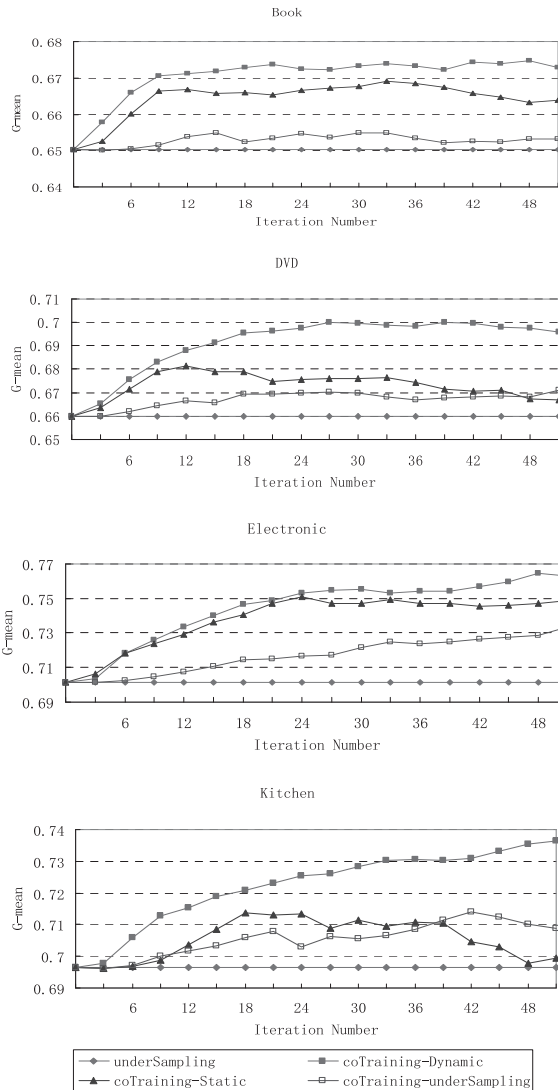 Book
0.68
0.67
0.66
0.65
0.64
G-mean
6 12 18 24 30 36 42 48
Iteration Number
DVD
0.71
0.7
0.69
0.68
0.67
0.66
0.65
G-mean
6 12 18 24 30 36 42 48
Iteration Number
Electronic
0.77
0.75
0.73
0.71
0.69
G-mean
6 12 18 24 30 36 42 48
Iteration Number
Kitchen
0.74
0.73
0.72
0.71
0.7
0.69
G-mean
6 12 18 24 30 36 42 48
Iteration Number
underSampling coTraining-Dynamic
coTraining-Static coTraining-underSampling